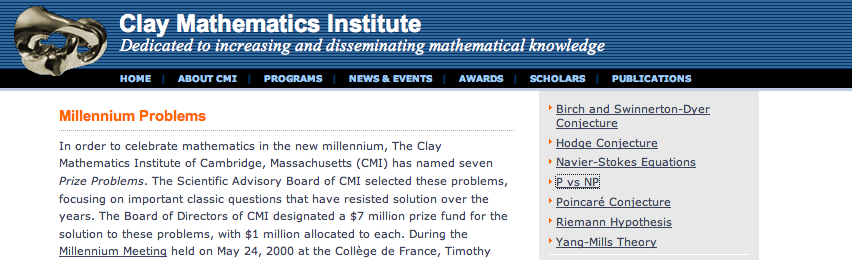 Clay Mathematics Institute
Dedicated to increasing and disseminating mathematical knowledge
HOME | ABOUT CMI | PROGRAMS | NEWS & EVENTS | AWARDS | SCHOLARS | PUBLICATIONS
Millennium Problems
In order to celebrate mathematics in the new millennium, The Clay
Mathematics Institute of Cambridge, Massachusetts (CMI) has named seven
Prize Problems. The Scientific Advisory Board of CMI selected these problems,
focusing on important classic questions that have resisted solution over the
years. The Board of Directors of CMI designated a $7 million prize fund for the
solution to these problems, with $1 million allocated to each. During the
Millennium Meeting held on May 24, 2000 at the Collège de France, Timothy
Birch and Swinnerton-Dyer
Conjecture
Hodge Conjecture
Navier-Stokes Equations
P vs NP
Poincaré Conjecture
Riemann Hypothesis
Yang-Mills Theory